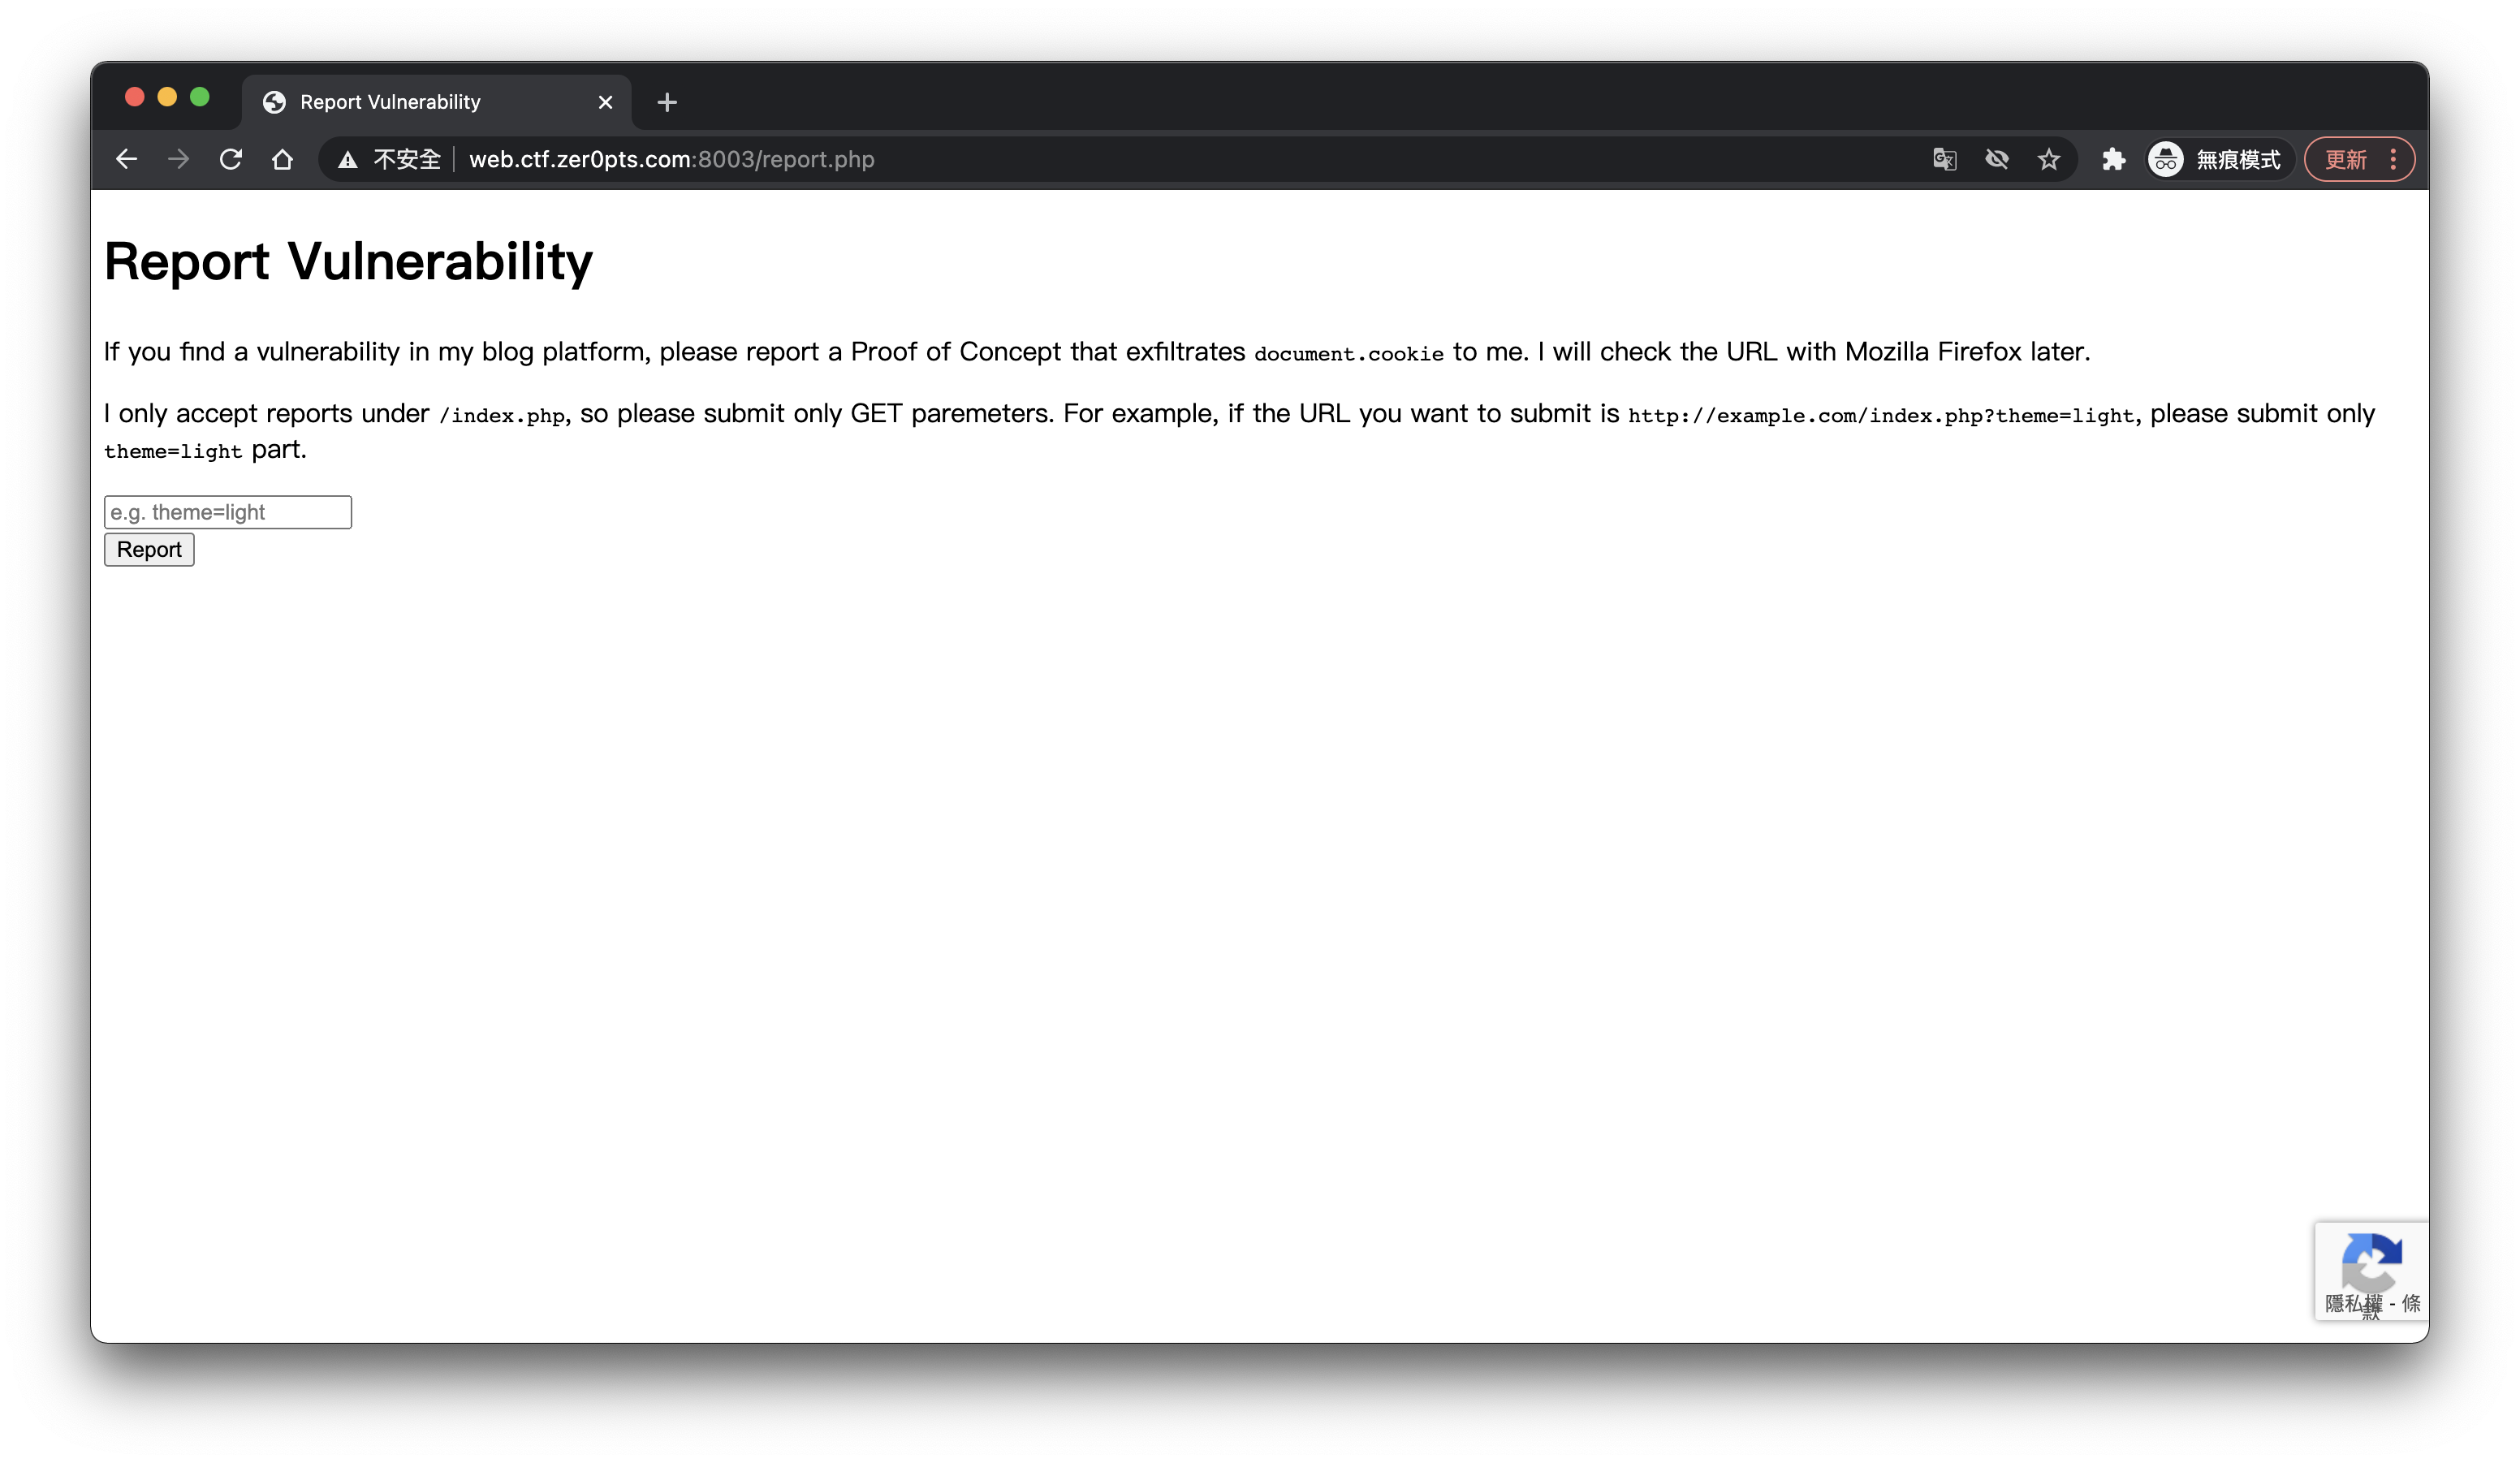 Report Vulnerability
不安全 web.ctf.zer0pts.com:8003/report.php 無痕模式 更新
Report Vulnerability
If you find a vulnerability in my blog platform, please report a Proof of Concept that exfiltrates document.cookie to me. I will check the URL with Mozilla Firefox later.
I only accept reports under /index.php, so please submit only GET paremeters. For example, if the URL you want to submit is http://example.com/index.php?theme=light, please submit only
theme=light part.
e.g. theme=light
Report
隱私權 - 條
款